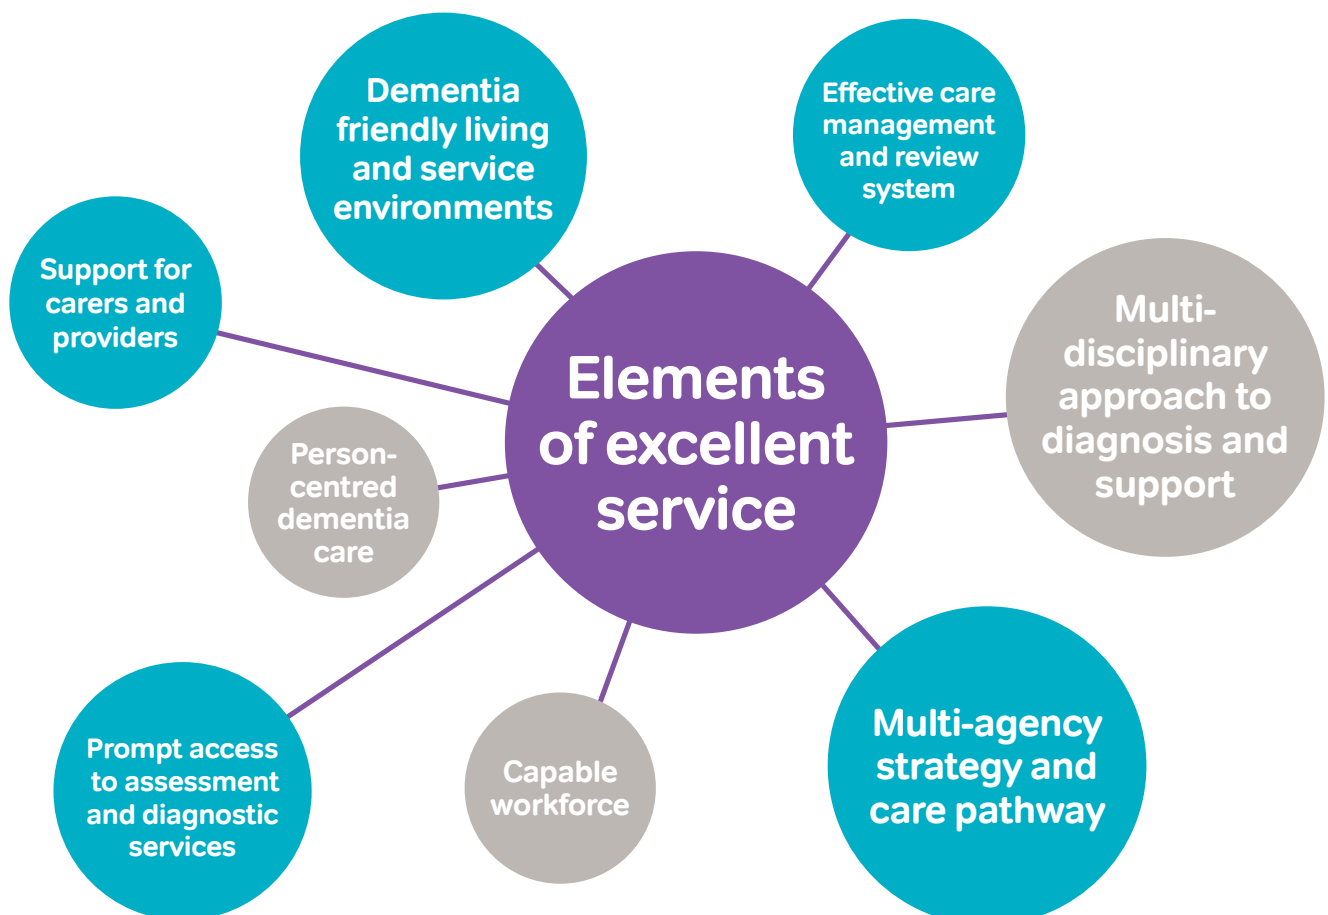 Dementia
friendly living
and service
environments
Effective care
management
and review
system
Support for
carers and
providers
Multi-
disciplinary
approach to
diagnosis and
support
Elements
of excellent
service
Person-
centred
dementia
care
Prompt access
to assessment
and diagnostic
services
Capable
workforce
Multi-agency
strategy and
care pathway